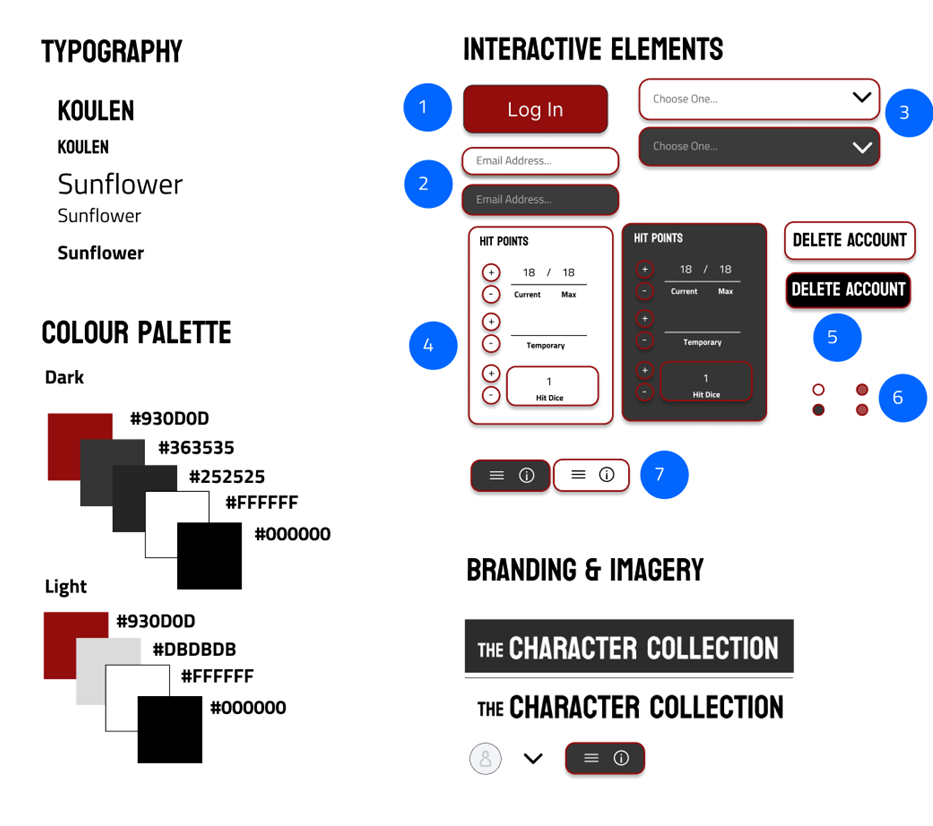 TYPOGRAPHY
KOULEN
KOULEN
Sunflower
Sunflower
Sunflower
COLOUR PALETTE
Dark
#930D0D
#363535
#252525
#FFFFFF
#000000
Light
#930D0D
#DBDBDB
#FFFFFF
#000000
INTERACTIVE ELEMENTS
1
Log In
Choose One...
3
Choose One...
2
Email Address...
Email Address...
HIT POINTS
+ 18 / 18
- Current Max
+
- Temporary
+ 1
- Hit Dice
HIT POINTS
+ 18 / 18
- Current Max
+
- Temporary
+ 1
- Hit Dice
4
DELETE ACCOUNT
DELETE ACCOUNT
5
6
7
BRANDING & IMAGERY
THE CHARACTER COLLECTION
THE CHARACTER COLLECTION